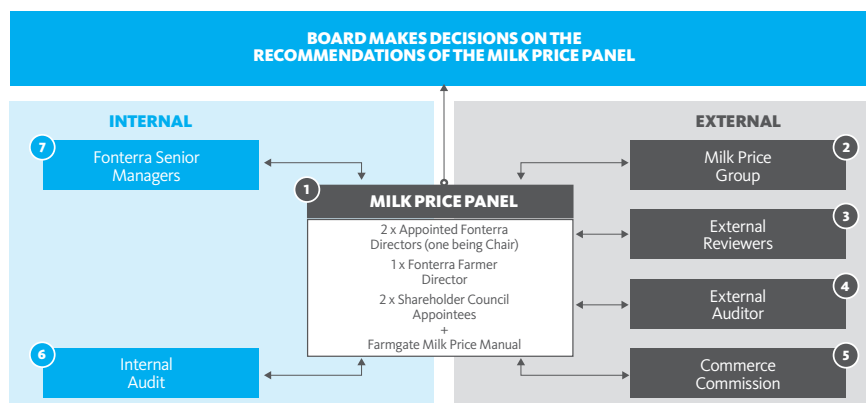 BOARD MAKES DECISIONS ON THE
RECOMMENDATIONS OF THE MILK PRICE PANEL
INTERNAL
EXTERNAL
7
Fonterra Senior
Managers
2
Milk Price
Group
1
MILK PRICE PANEL
2 x Appointed Fonterra
Directors (one being Chair)
1 x Fonterra Farmer
Director
2 x Shareholder Council
Appointees
+
Farmgate Milk Price Manual
3
External
Reviewers
4
External
Auditor
6
Internal
Audit
5
Commerce
Commission